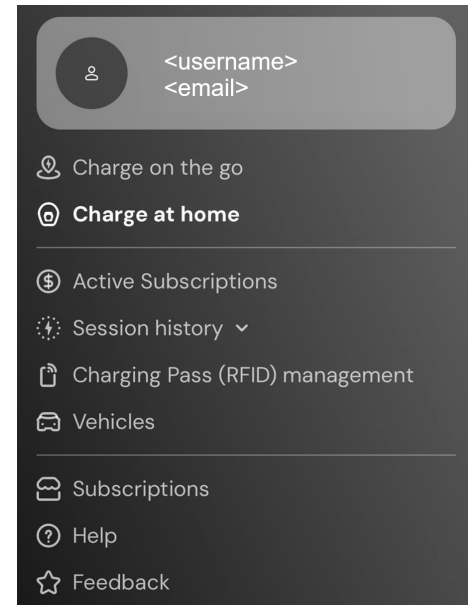 <username>
<email>
Charge on the go
Charge at home
Active Subscriptions
Session history
Charging Pass (RFID) management
Vehicles
Subscriptions
Help
Feedback